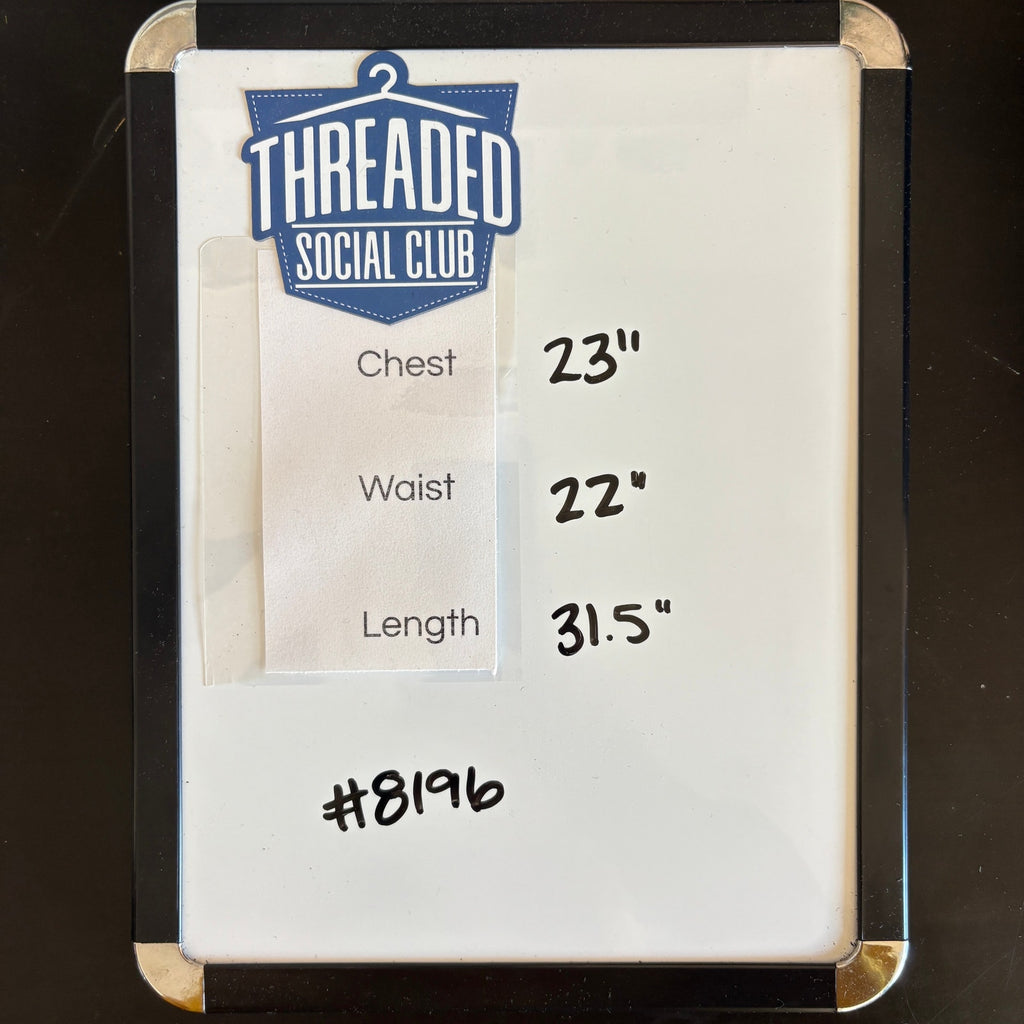 THREADED
SOCIAL CLUB
Chest 23"
Waist 22"
Length 31.5"
#8196